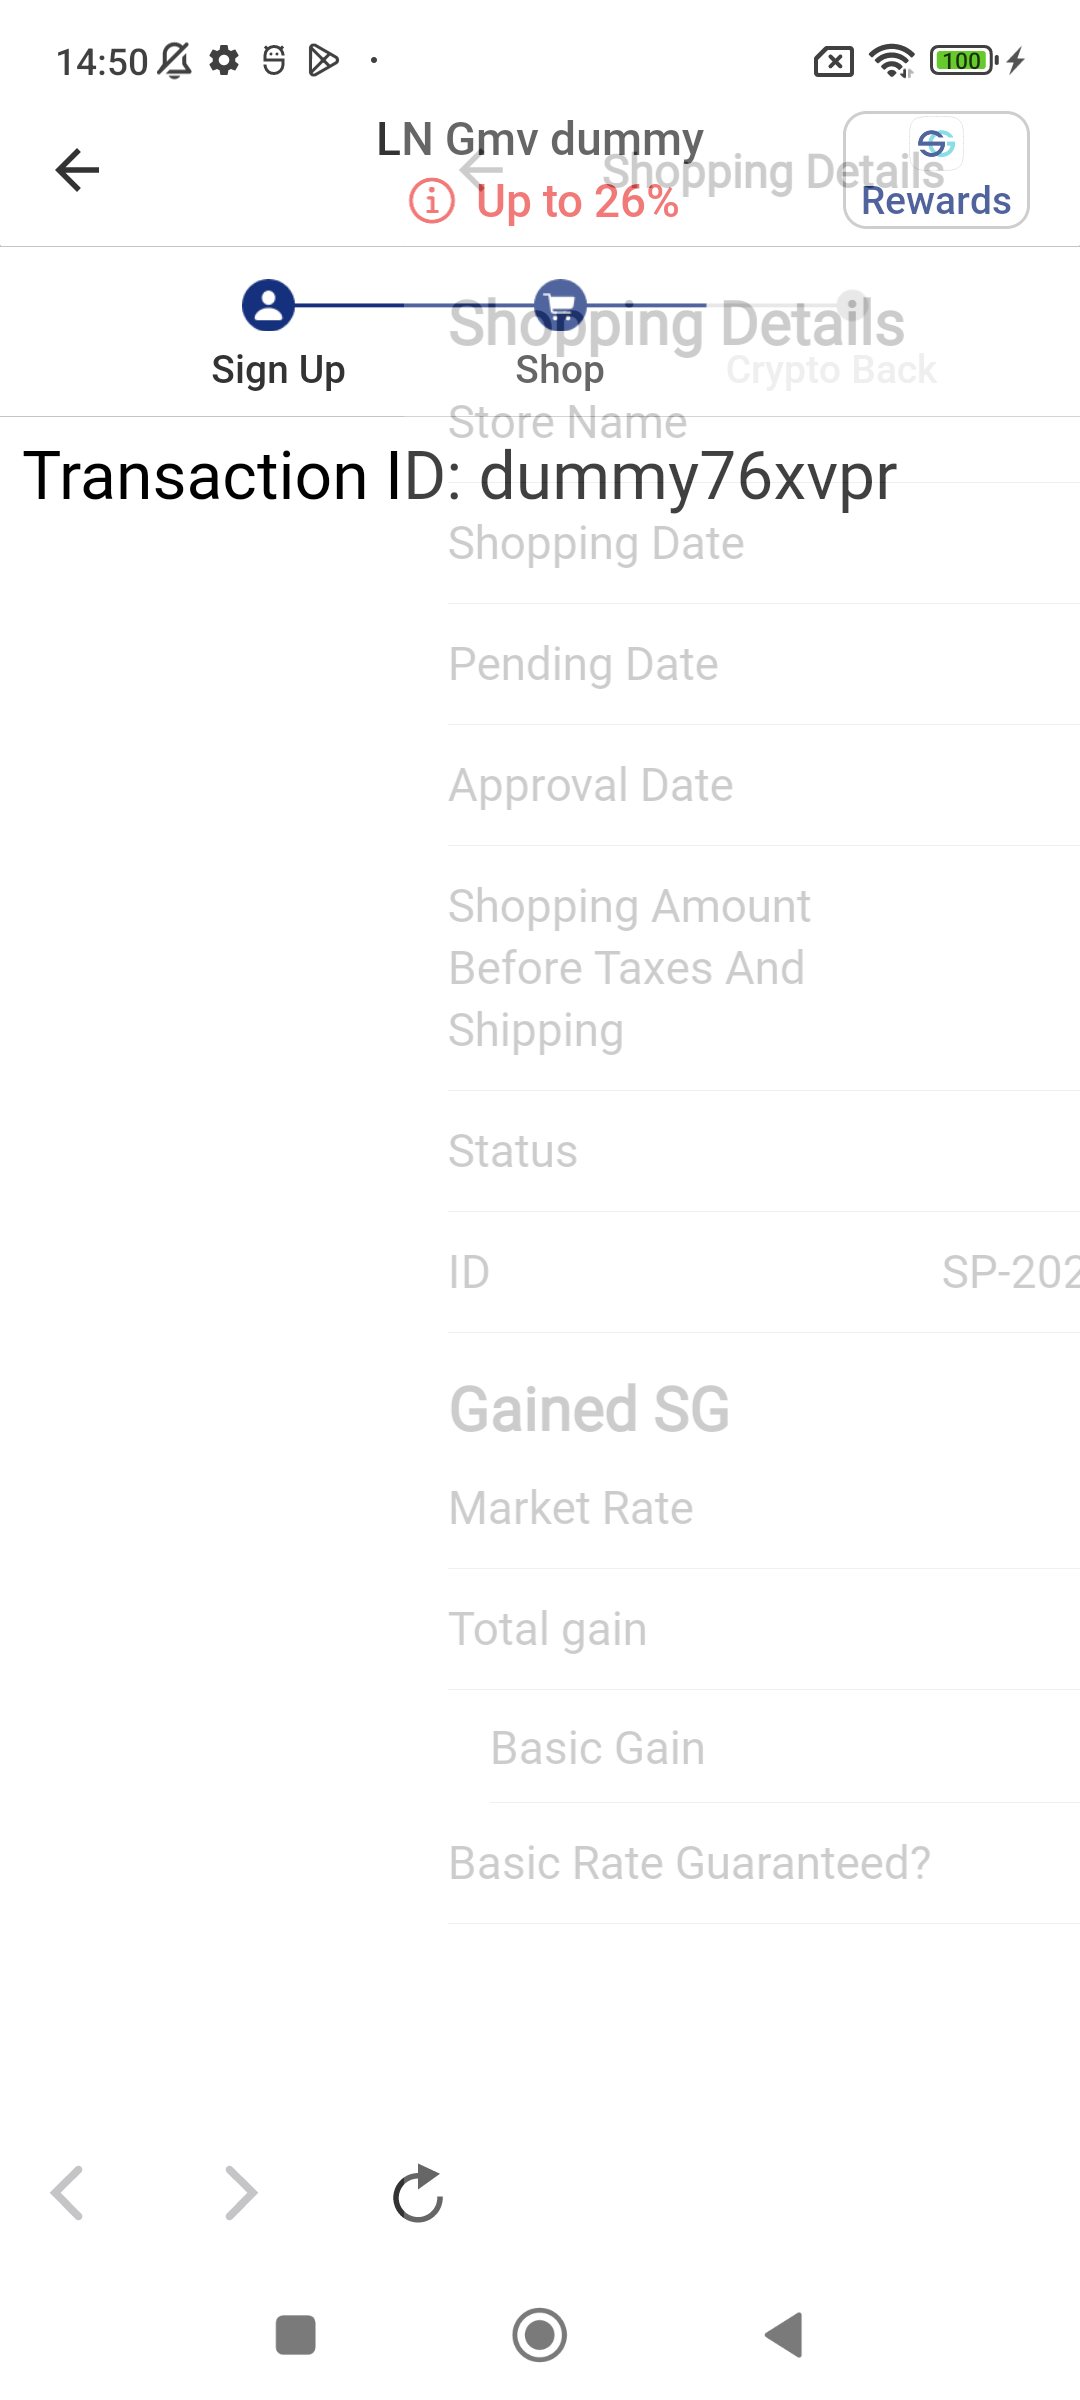 14:50
100
LN Gmv dummy
Shopping Details
Up to 26%
Rewards
Shopping Details
Sign Up
Shop
Crypto Back
Store Name
Transaction ID: dummy76xvpr
Shopping Date
Pending Date
Approval Date
Shopping Amount
Before Taxes And
Shipping
Status
ID SP-202
Gained SG
Market Rate
Total gain
Basic Gain
Basic Rate Guaranteed?